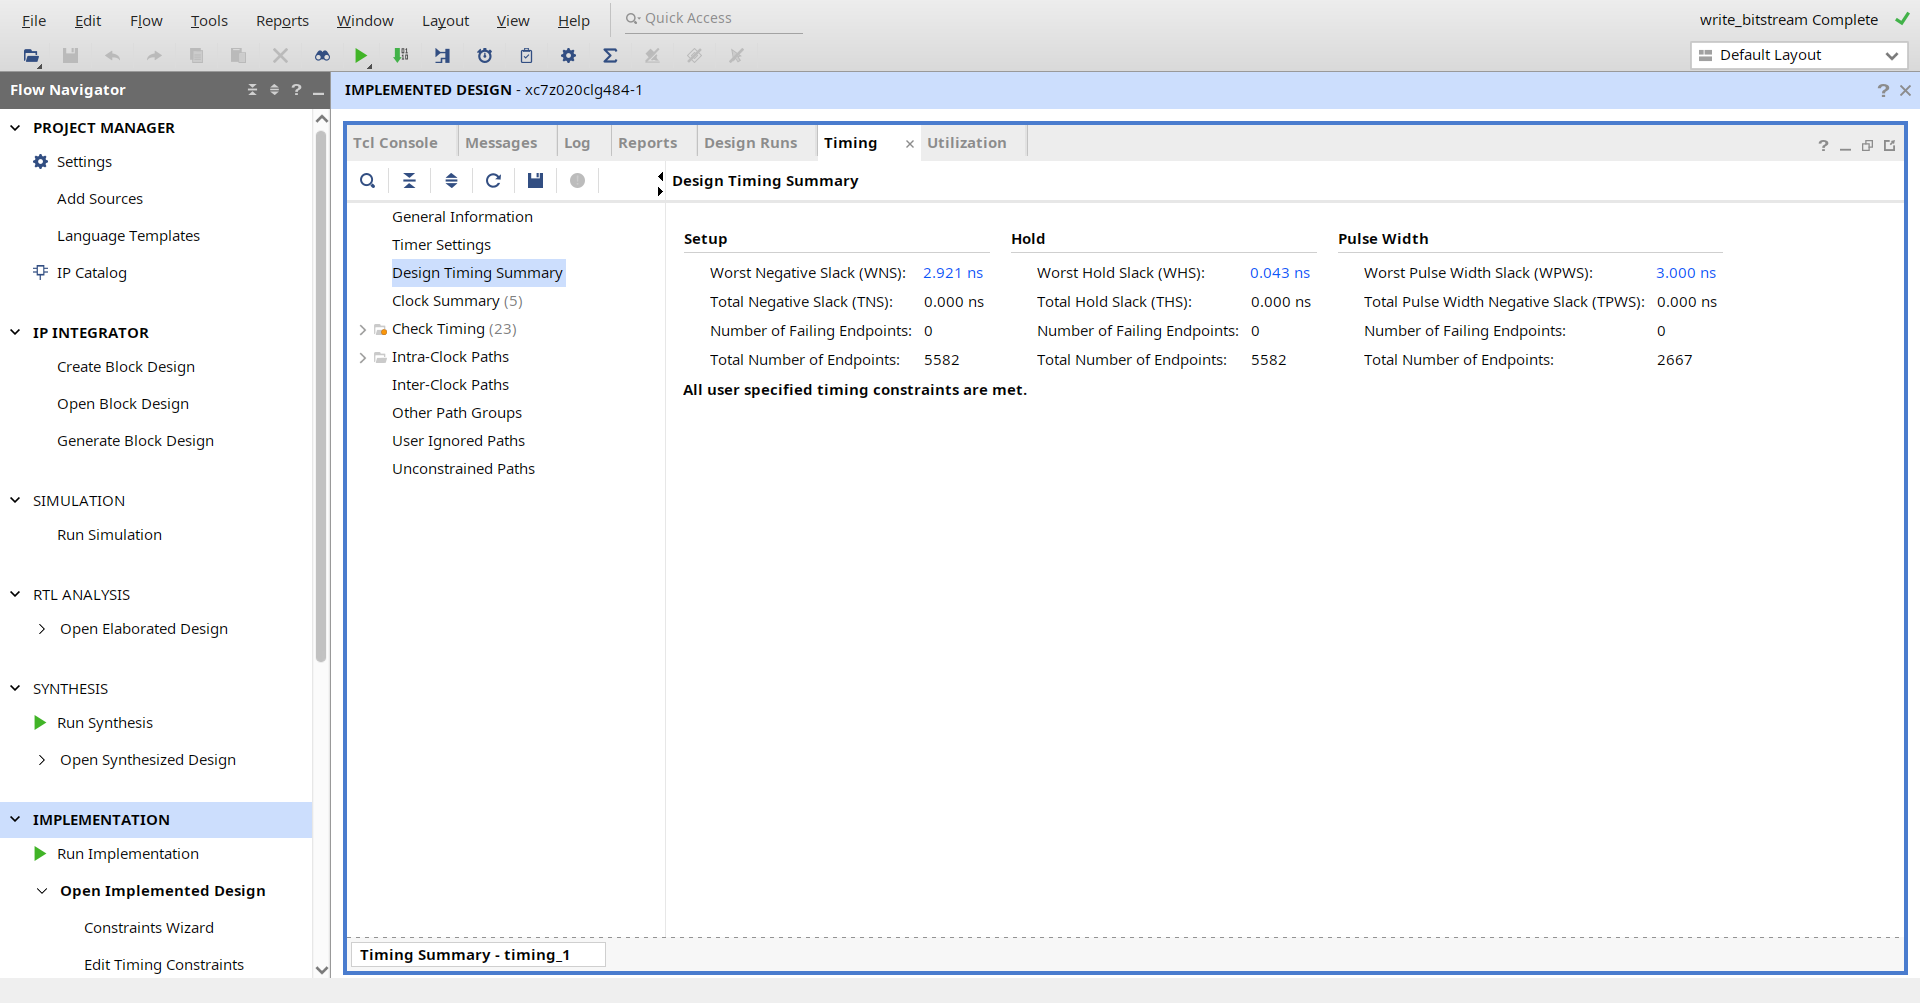 File Edit Flow Tools Reports Window Layout View Help Quick Access write_bitstream Complete
Default Layout
Flow Navigator ? IMPLEMENTED DESIGN - xc7z020clg484-1 ?
PROJECT MANAGER
Settings
Add Sources
Language Templates
IP Catalog
IP INTEGRATOR
Create Block Design
Open Block Design
Generate Block Design
SIMULATION
Run Simulation
RTL ANALYSIS
Open Elaborated Design
SYNTHESIS
Run Synthesis
Open Synthesized Design
IMPLEMENTATION
Run Implementation
Open Implemented Design
Constraints Wizard
Edit Timing Constraints
Tcl Console Messages Log Reports Design Runs Timing Utilization ?
Design Timing Summary
General Information
Timer Settings
Design Timing Summary
Clock Summary (5)
Check Timing (23)
Intra-Clock Paths
Inter-Clock Paths
Other Path Groups
User Ignored Paths
Unconstrained Paths
Setup Hold Pulse Width
Worst Negative Slack (WNS): 2.921 ns Worst Hold Slack (WHS): 0.043 ns Worst Pulse Width Slack (WPWS): 3.000 ns
Total Negative Slack (TNS): 0.000 ns Total Hold Slack (THS): 0.000 ns Total Pulse Width Negative Slack (TPWS): 0.000 ns
Number of Failing Endpoints: 0 Number of Failing Endpoints: 0 Number of Failing Endpoints: 0
Total Number of Endpoints: 5582 Total Number of Endpoints: 5582 Total Number of Endpoints: 2667
All user specified timing constraints are met.
Timing Summary - timing_1